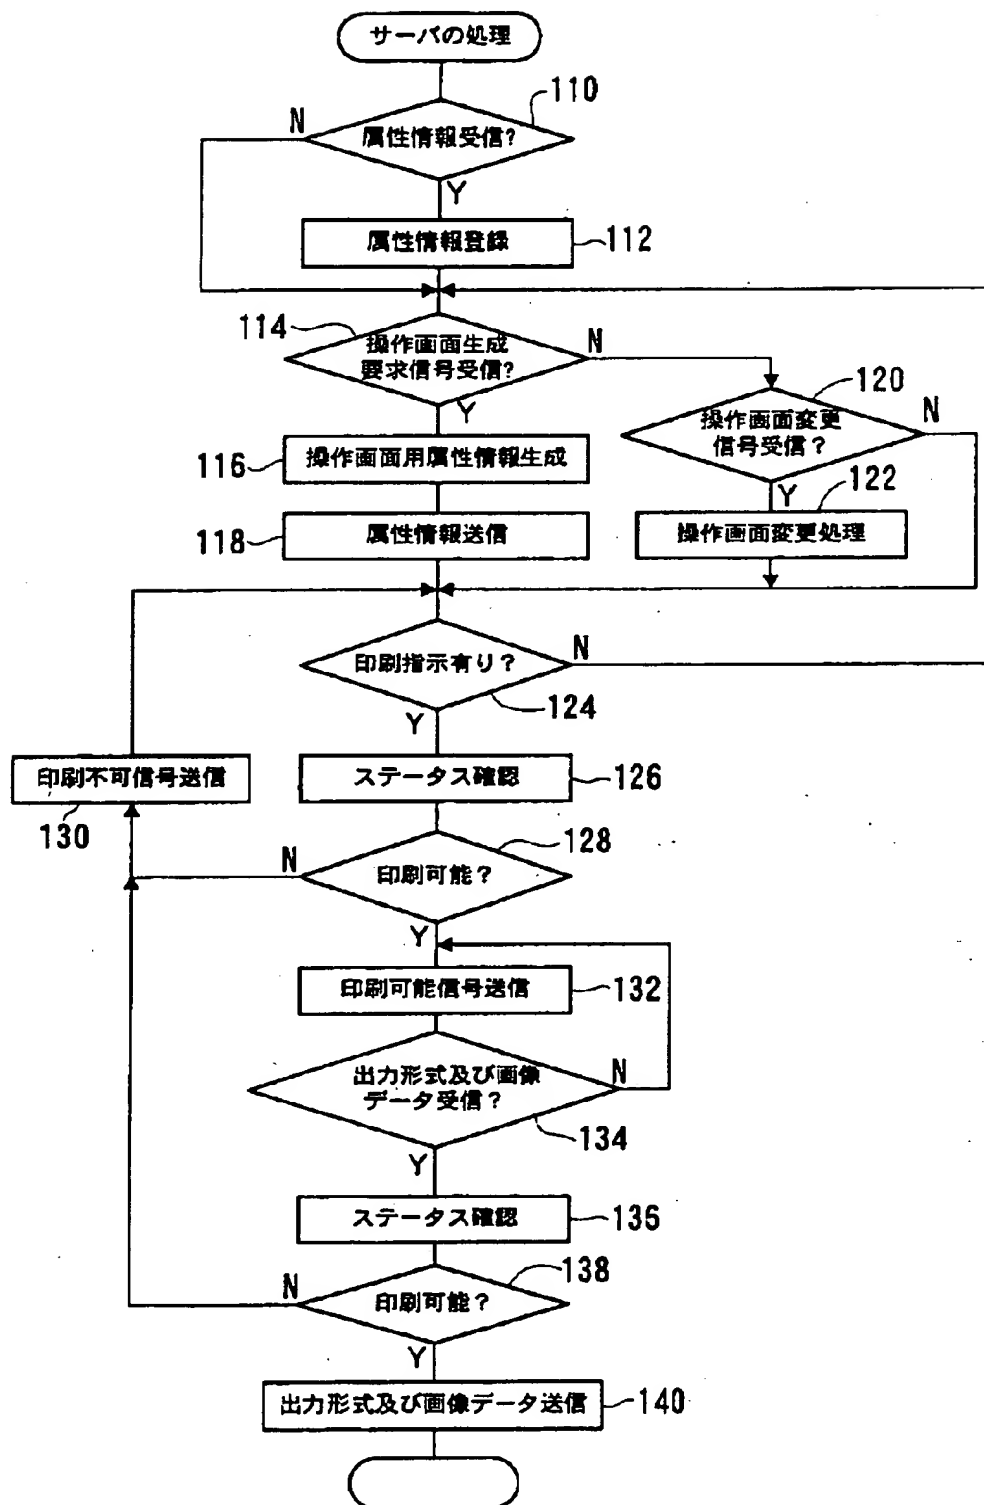 サーバの処理
110
N
属性情報受信?
Y
属性情報登録
112
114
操作画面生成
要求信号受信?
N
Y
120
操作画面変更
信号受信?
N
116
操作画面用属性情報生成
Y
122
118
属性情報送信
操作画面変更処理
印刷指示有り?
N
124
Y
印刷不可信号送信
130
ステータス確認
126
128
N
印刷可能?
Y
印刷可能信号送信
132
出力形式及び画像
データ受信?
N
134
Y
ステータス確認
136
138
N
印刷可能?
Y
出力形式及び画像データ送信
140